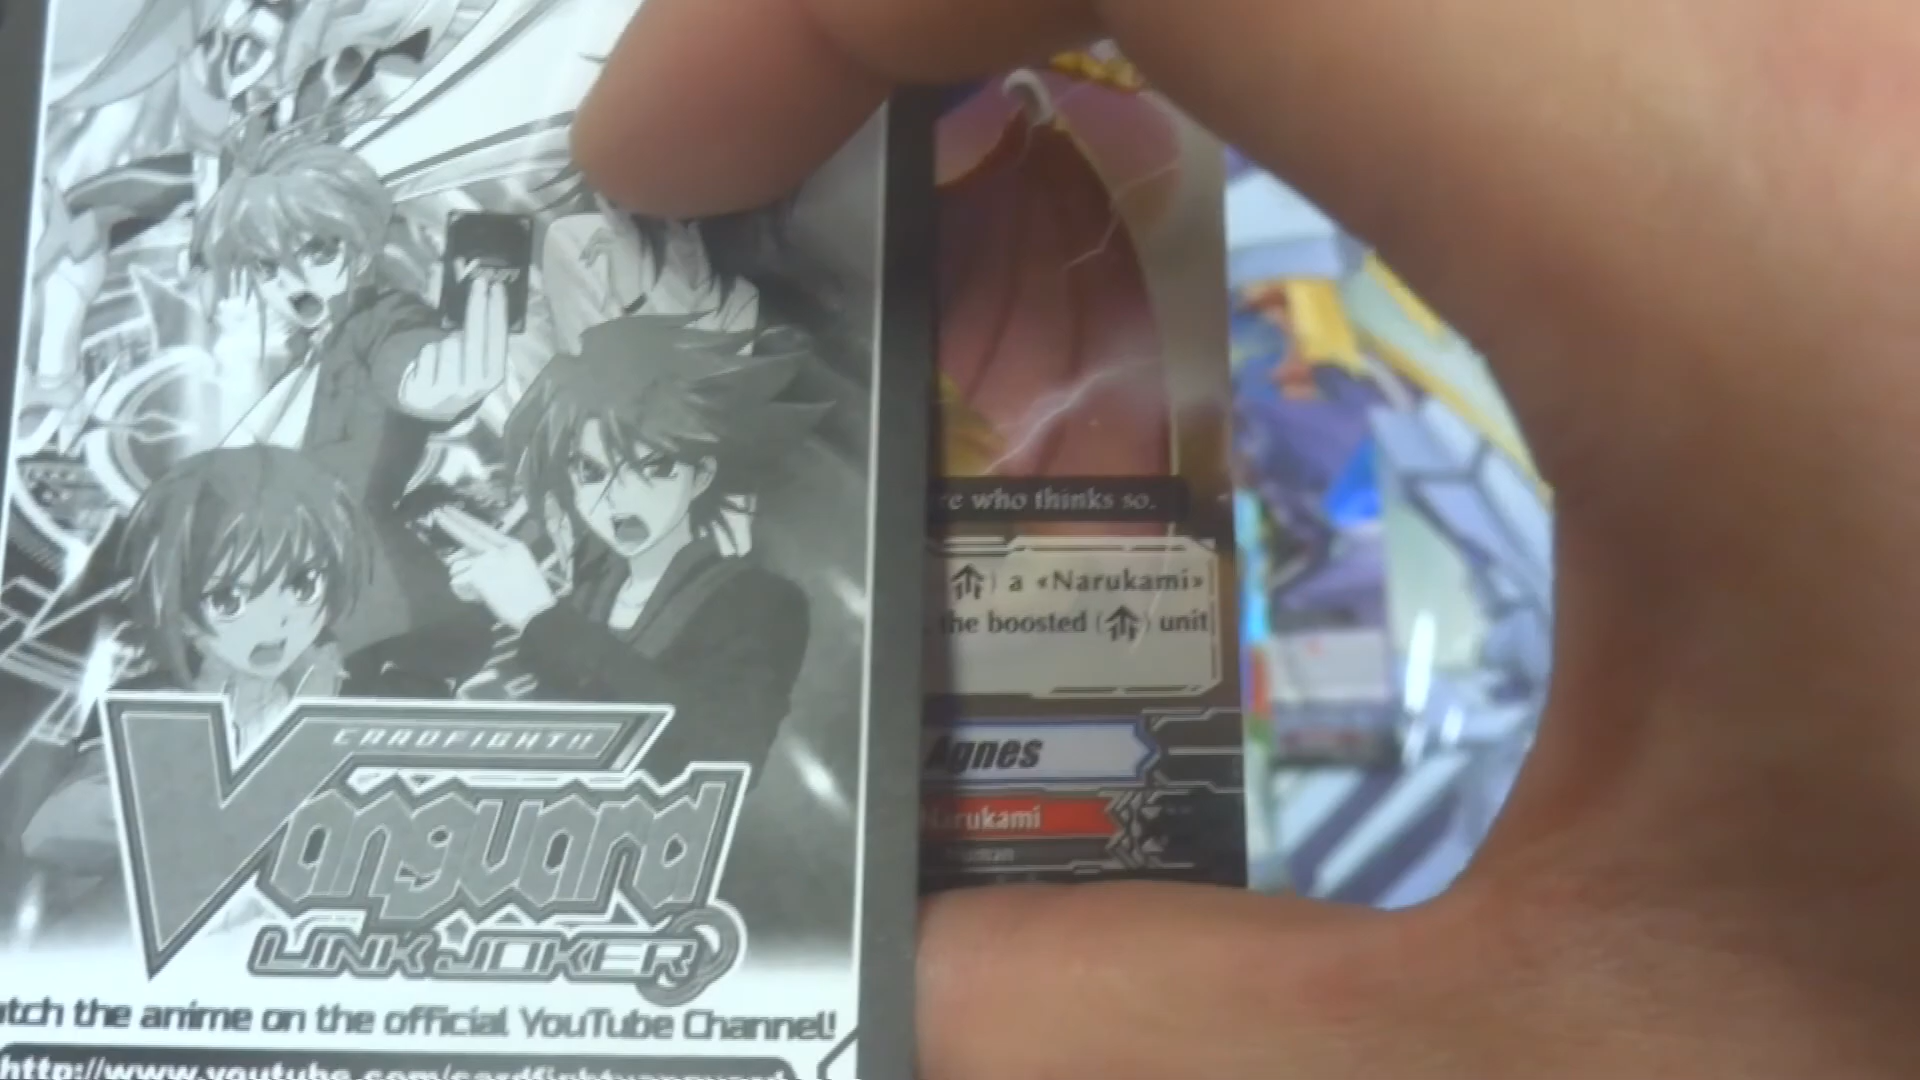 CARDFIGHT!!
Vanguard
LINK JOKER
atch the anime on the official YouTube Channel!
http://www.youtube.com/cardfightvanguard
re who thinks so.
) a «Narukami»
the boosted ( ) unit
Agnes
Narukami